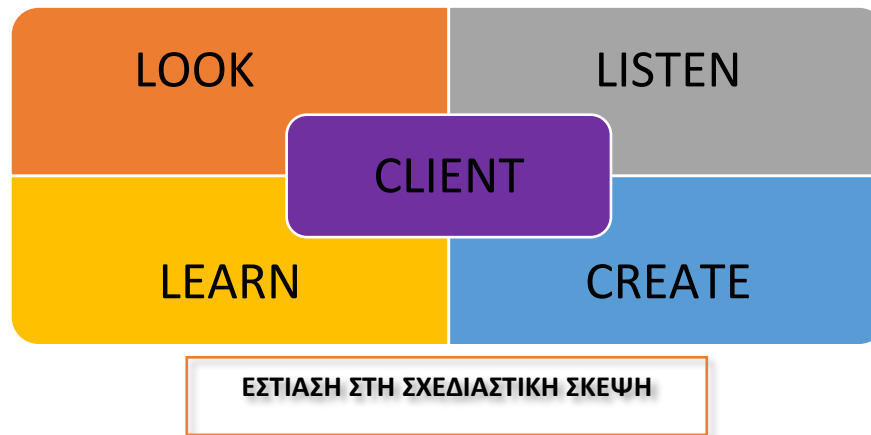 LOOK
LISTEN
CLIENT
LEARN
CREATE
ΕΣΤΙΑΣΗ ΣΤΗ ΣΧΕΔΙΑΣΤΙΚΗ ΣΚΕΨΗ